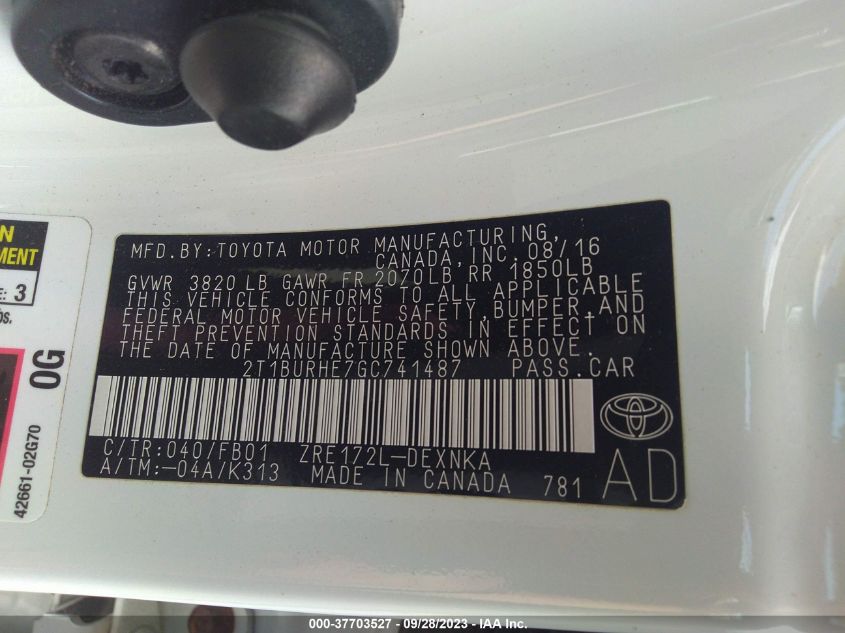 MFD.BY:TOYOTA MOTOR MANUFACTURING,
CANADA,INC. 08/16
GVWR 3820 LB GAWR FR 2070LB RR 1850LB
THIS VEHICLE CONFORMS TO ALL APPLICABLE
FEDERAL MOTOR VEHICLE SAFETY,BUMPER,AND
THEFT PREVENTION STANDARDS IN EFFECT ON
THE DATE OF MANUFACTURE SHOWN ABOVE.
2T1BURHE7GC741487 PASS.CAR
C/TR:040/FB01 ZRE172L-DEXNKA
A/TM:-04A/K313 MADE IN CANADA 781
AD
N
MENT
E: 3
OS.
0G
42661-02G70
000-37703527 - 09/28/2023 - IAA Inc.